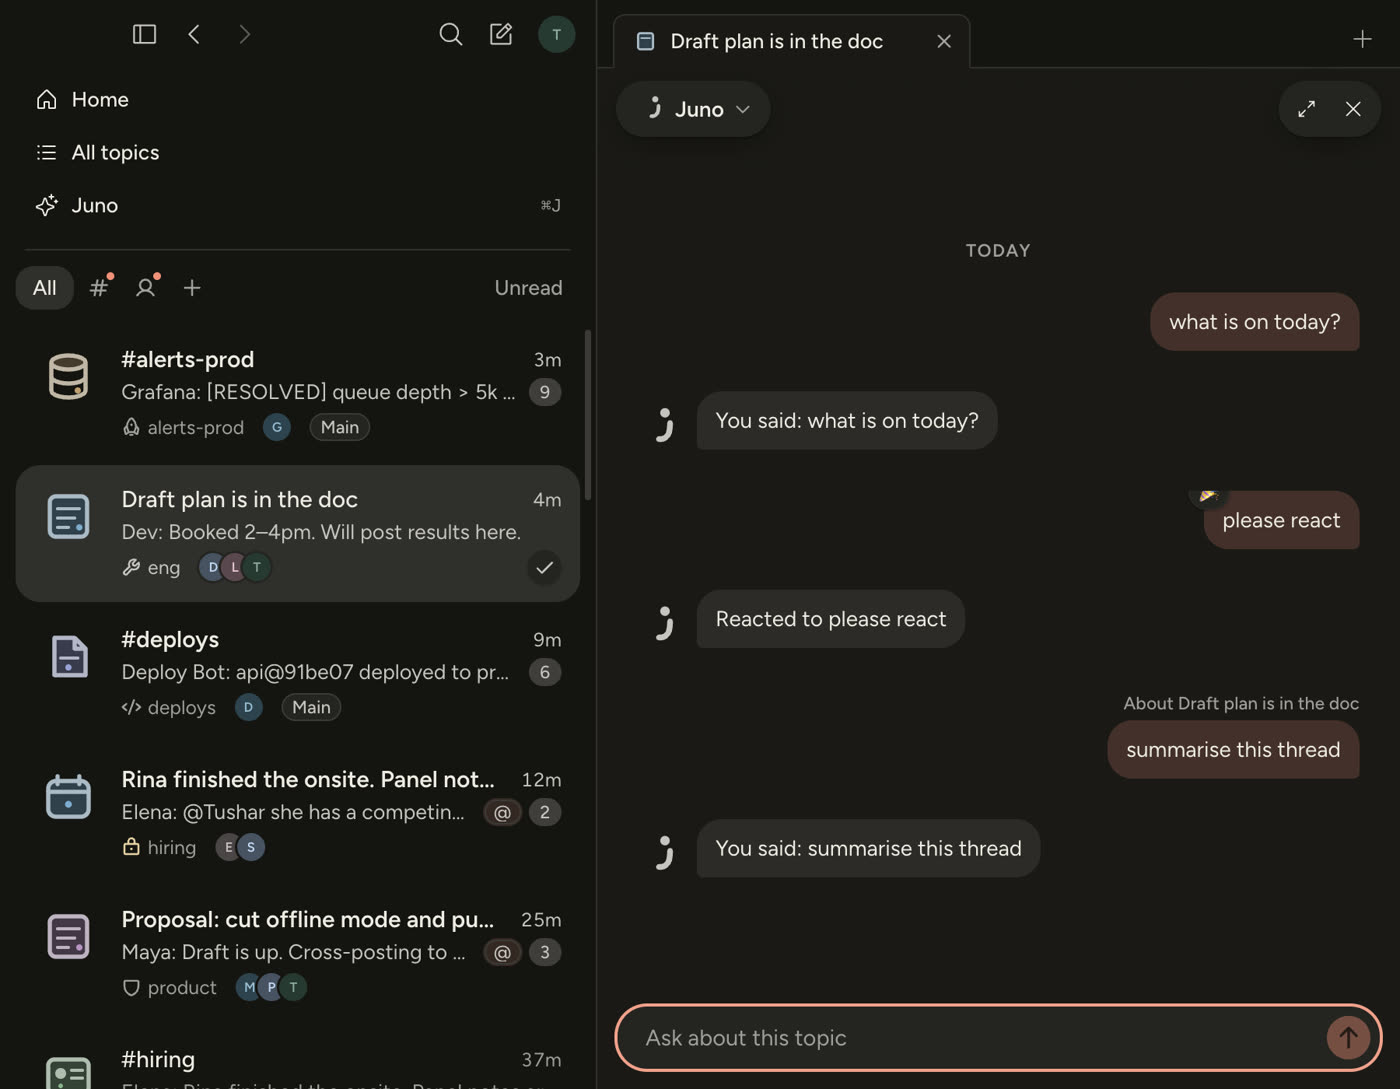 T
Home
All topics
Juno
⌘J
All
Unread
#alerts-prod
3m
Grafana: [RESOLVED] queue depth > 5k ...
9
alerts-prod
G
Main
Draft plan is in the doc
4m
Dev: Booked 2–4pm. Will post results here.
eng
D
L
T
#deploys
9m
Deploy Bot: api@91be07 deployed to pr...
6
deploys
D
Main
Rina finished the onsite. Panel not...
12m
Elena: @Tushar she has a competin...
@
2
hiring
E
S
Proposal: cut offline mode and pu...
25m
Maya: Draft is up. Cross-posting to ...
@
3
product
M
P
T
#hiring
37m
Draft plan is in the doc
Juno
TODAY
what is on today?
You said: what is on today?
please react
Reacted to please react
About Draft plan is in the doc
summarise this thread
You said: summarise this thread
Ask about this topic